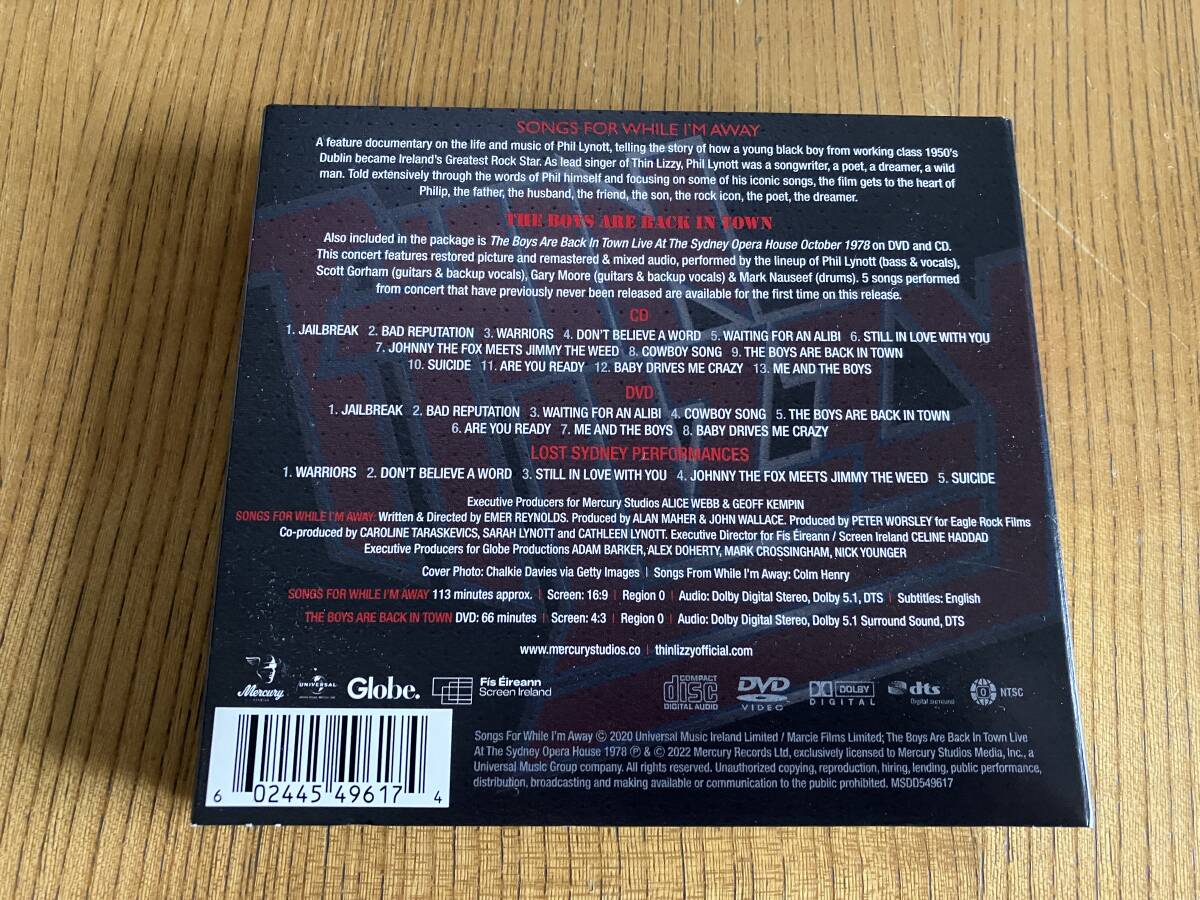 SONGS FOR WHILE I'M AWAY
A feature documentary on the life and music of Phil Lynott, telling the story of how a young black boy from working class 1950's
Dublin became Ireland's Greatest Rock Star. As lead singer of Thin Lizzy, Phil Lynott was a songwriter, a poet, a dreamer, a wild
man. Told extensively through the words of Phil himself and focusing on some of his iconic songs, the film gets to the heart of
Philip, the father, the husband, the friend, the son, the rock icon, the poet, the dreamer.
THE BOYS ARE BACK IN TOWN
Also included in the package is The Boys Are Back In Town Live At The Sydney Opera House October 1978 on DVD and CD.
This concert features restored picture and remastered & mixed audio, performed by the lineup of Phil Lynott (bass & vocals),
Scott Gorham (guitars & backup vocals), Gary Moore (guitars & backup vocals) & Mark Nauseef (drums). 5 songs performed
from concert that have previously never been released are available for the first time on this release.
CD
1. JAILBREAK 2. BAD REPUTATION 3. WARRIORS 4. DON'T BELIEVE A WORD 5. WAITING FOR AN ALIBI 6. STILL IN LOVE WITH YOU
7. JOHNNY THE FOX MEETS JIMMY THE WEED 8. COWBOY SONG 9. THE BOYS ARE BACK IN TOWN
10. SUICIDE 11. ARE YOU READY 12. BABY DRIVES ME CRAZY 13. ME AND THE BOYS
DVD
1. JAILBREAK 2. BAD REPUTATION 3. WAITING FOR AN ALIBI 4. COWBOY SONG 5. THE BOYS ARE BACK IN TOWN
6. ARE YOU READY 7. ME AND THE BOYS 8. BABY DRIVES ME CRAZY
LOST SYDNEY PERFORMANCES
1. WARRIORS 2. DON'T BELIEVE A WORD 3. STILL IN LOVE WITH YOU 4. JOHNNY THE FOX MEETS JIMMY THE WEED 5. SUICIDE
Executive Producers for Mercury Studios ALICE WEBB & GEOFF KEMPIN
SONGS FOR WHILE I'M AWAY: Written & Directed by EMER REYNOLDS. Produced by ALAN MAHER & JOHN WALLACE. Produced by PETER WORSLEY for Eagle Rock Films
Co-produced by CAROLINE TARASKEVICS, SARAH LYNOTT and CATHLEEN LYNOTT. Executive Director for Fís Éireann / Screen Ireland CELINE HADDAD
Executive Producers for Globe Productions ADAM BARKER, ALEX DOHERTY, MARK CROSSINGHAM, NICK YOUNGER
Cover Photo: Chalkie Davies via Getty Images | Songs From While I'm Away: Colm Henry
SONGS FOR WHILE I'M AWAY 113 minutes approx. | Screen: 16:9 | Region 0 | Audio: Dolby Digital Stereo, Dolby 5.1, DTS | Subtitles: English
THE BOYS ARE BACK IN TOWN DVD: 66 minutes | Screen: 4:3 | Region 0 | Audio: Dolby Digital Stereo, Dolby 5.1 Surround Sound, DTS
www.mercurystudios.co | thinlizzyofficial.com
Mercury STUDIOS
UNIVERSAL
Globe.
Fís Éireann
Screen Ireland
COMPACT
disc
DIGITAL AUDIO
DVD
VIDEO
DOLBY
DIGITAL
dts
Digital surround
0
NTSC
Songs For While I'm Away © 2020 Universal Music Ireland Limited / Marcie Films Limited; The Boys Are Back In Town Live
At The Sydney Opera House 1978 ℗ & © 2022 Mercury Records Ltd, exclusively licensed to Mercury Studios Media, Inc., a
Universal Music Group company. All rights reserved. Unauthorized copying, reproduction, hiring, lending, public performance,
distribution, broadcasting and making available or communication to the public prohibited. MSDD549617
6 02445 49617 4